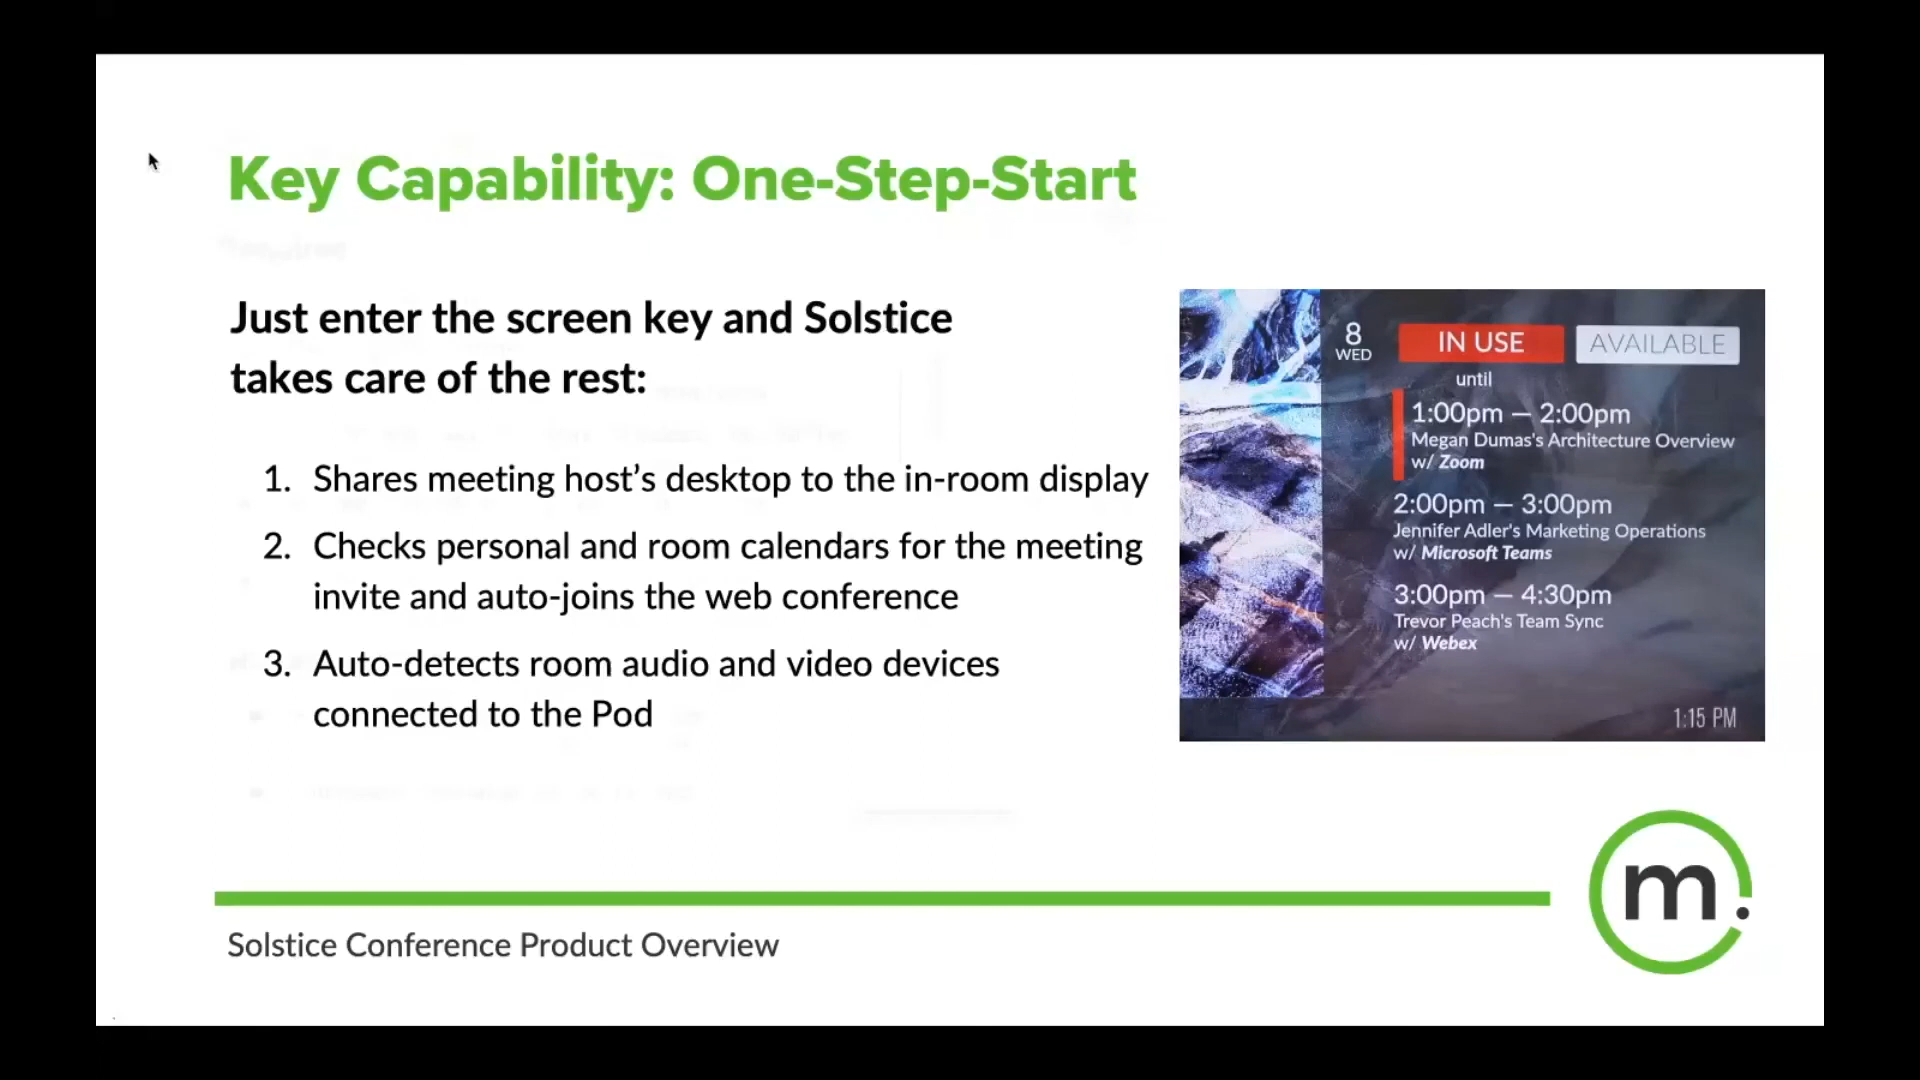 Key Capability: One-Step-Start
Just enter the screen key and Solstice
takes care of the rest:
1. Shares meeting host's desktop to the in-room display
2. Checks personal and room calendars for the meeting
invite and auto-joins the web conference
3. Auto-detects room audio and video devices
connected to the Pod
8
WED
IN USE
AVAILABLE
until
1:00pm — 2:00pm
Megan Dumas's Architecture Overview
w/ Zoom
2:00pm — 3:00pm
Jennifer Adler's Marketing Operations
w/ Microsoft Teams
3:00pm — 4:30pm
Trevor Peach's Team Sync
w/ Webex
1:15 PM
m.
Solstice Conference Product Overview